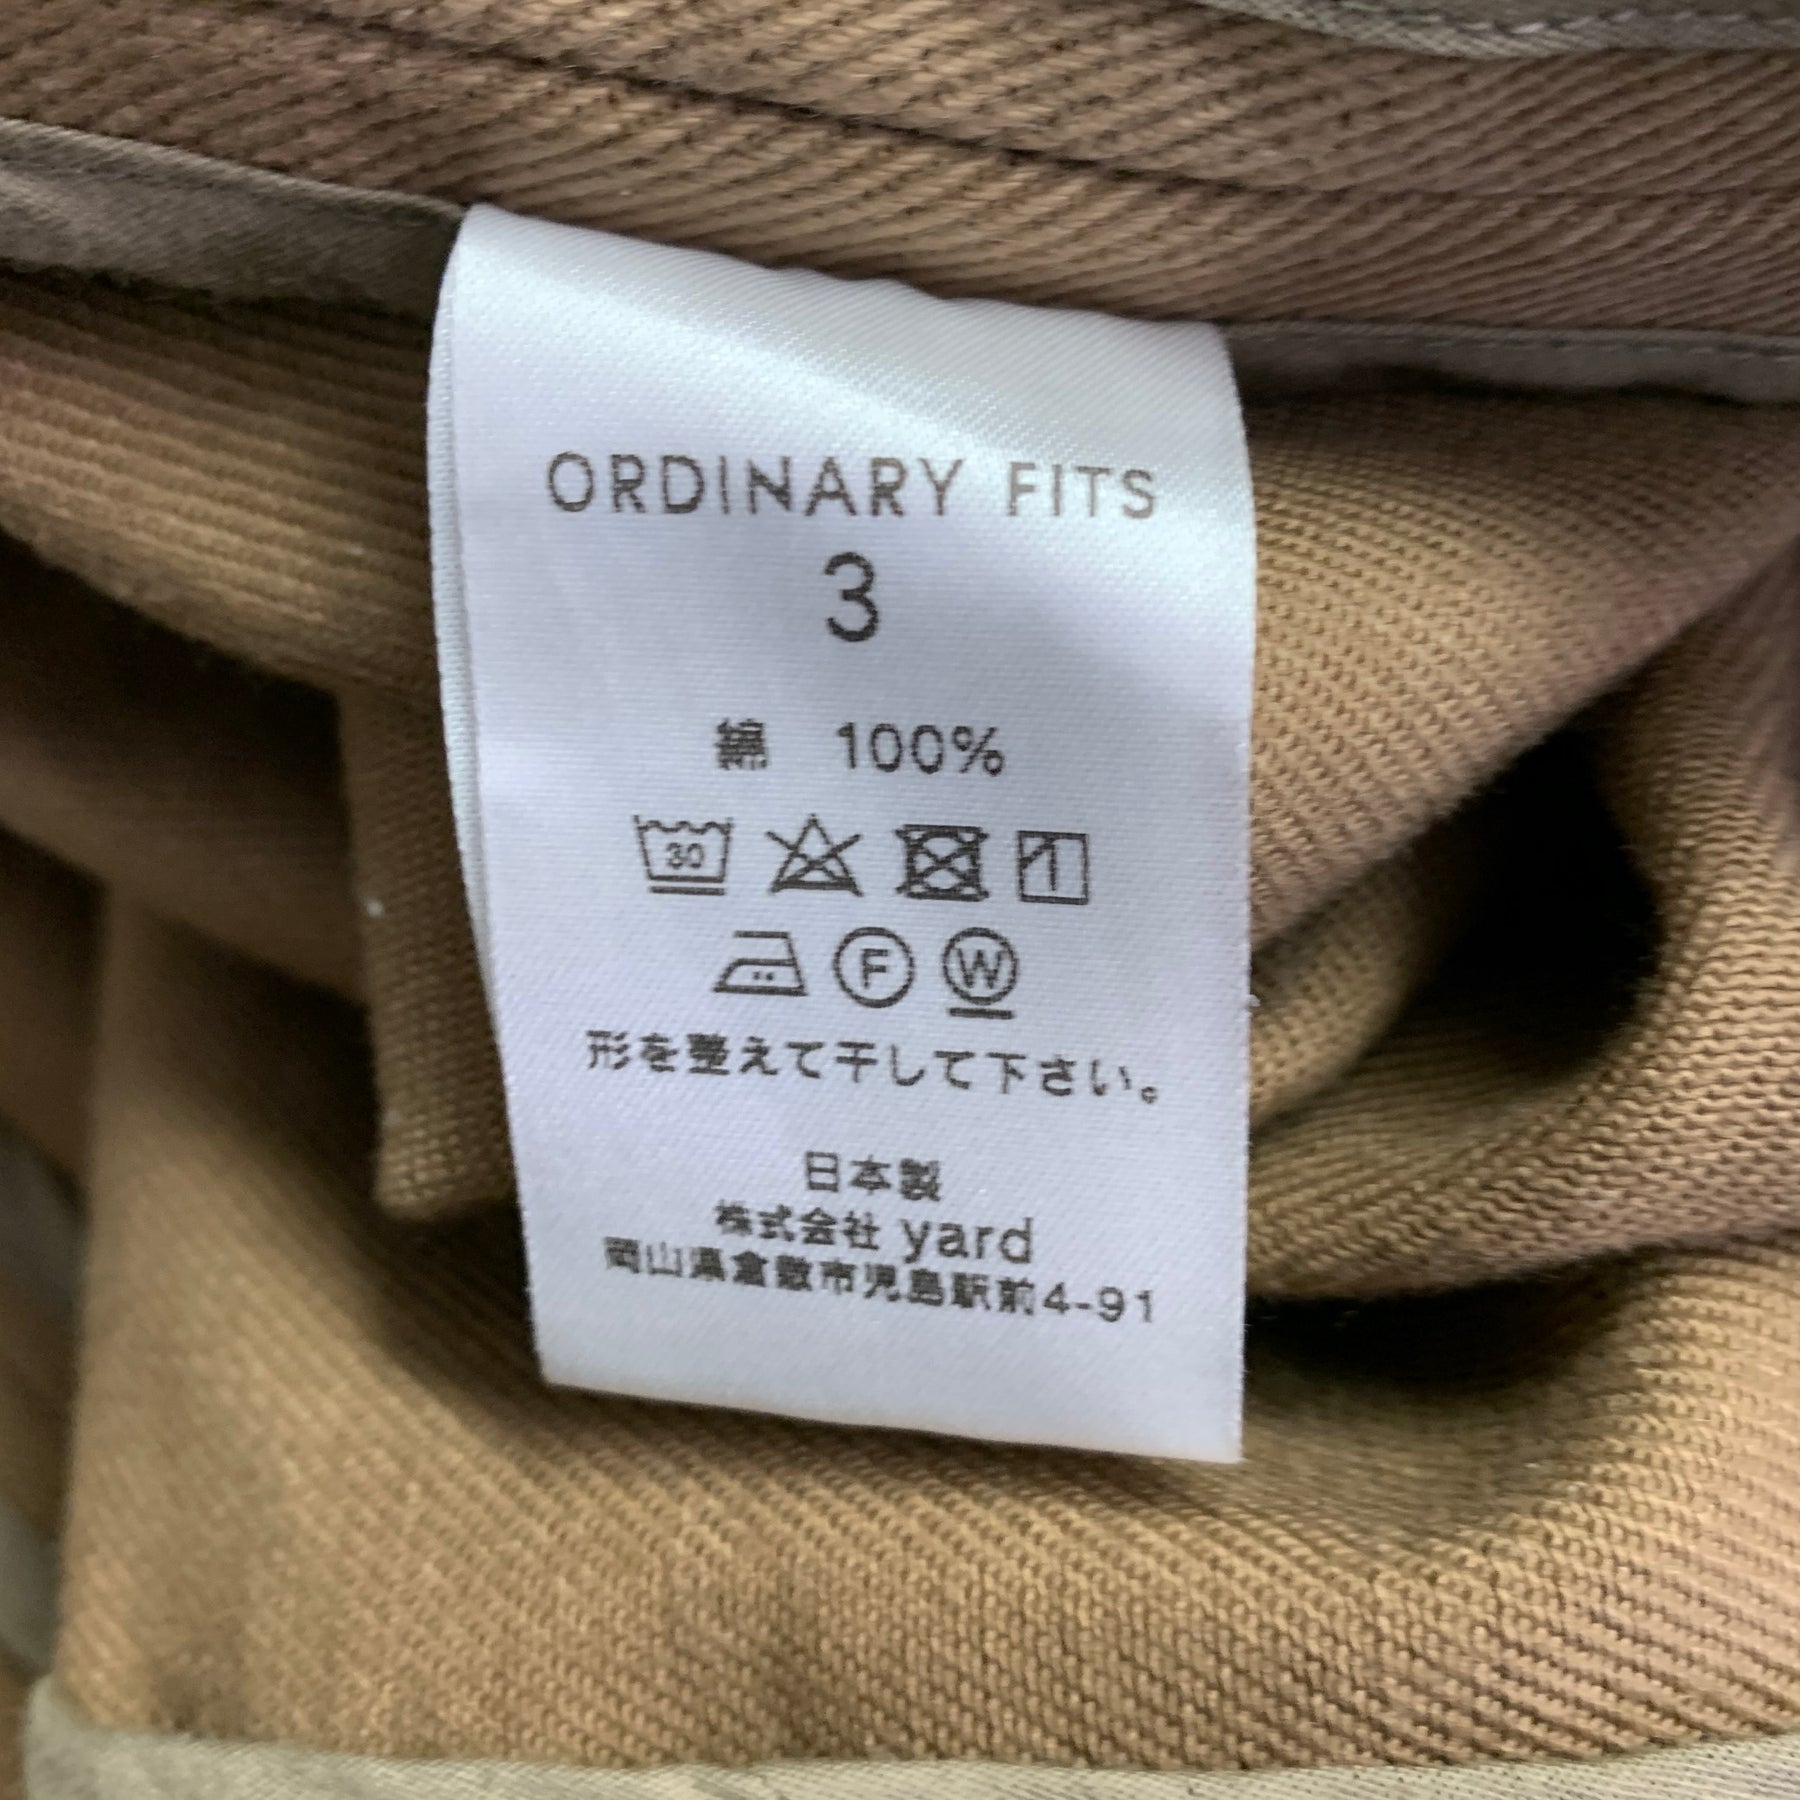 ORDINARY FITS
3
綿 100%
30
1
F W
形を整えて干して下さい。
日本製
株式会社 yard
岡山県倉敷市児島駅前4-91